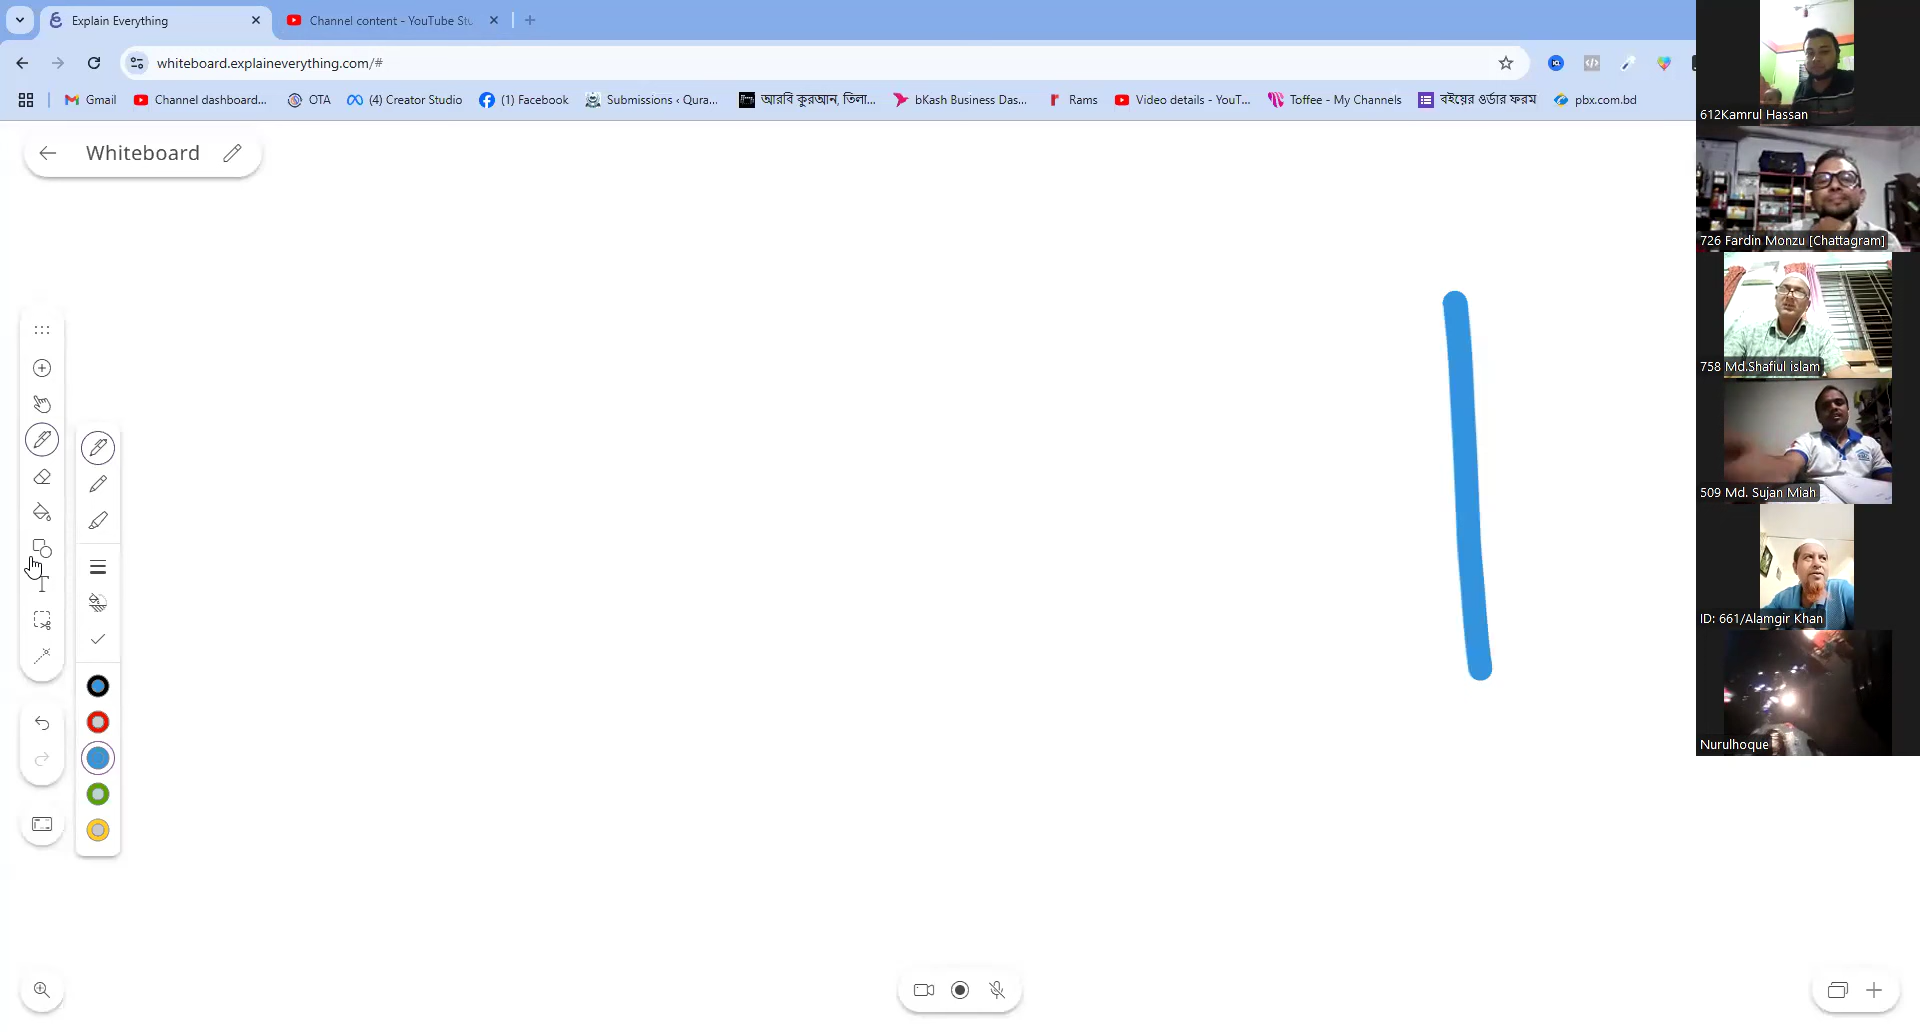 Explain Everything
Channel content - YouTube Stu
whiteboard.explaineverything.com/#
Gmail
Channel dashboard...
OTA
(4) Creator Studio
(1) Facebook
Submissions ‹ Qura...
আরবি কুরআন, তিলা...
bKash Business Das...
Rams
Video details - YouT...
Toffee - My Channels
বইয়ের ওর্ডার ফরম
pbx.com.bd
Whiteboard
612Kamrul Hassan
726 Fardin Monzu [Chattagram]
758 Md.Shafiul islam
509 Md. Sujan Miah
ID: 661/Alamgir Khan
Nurulhoque